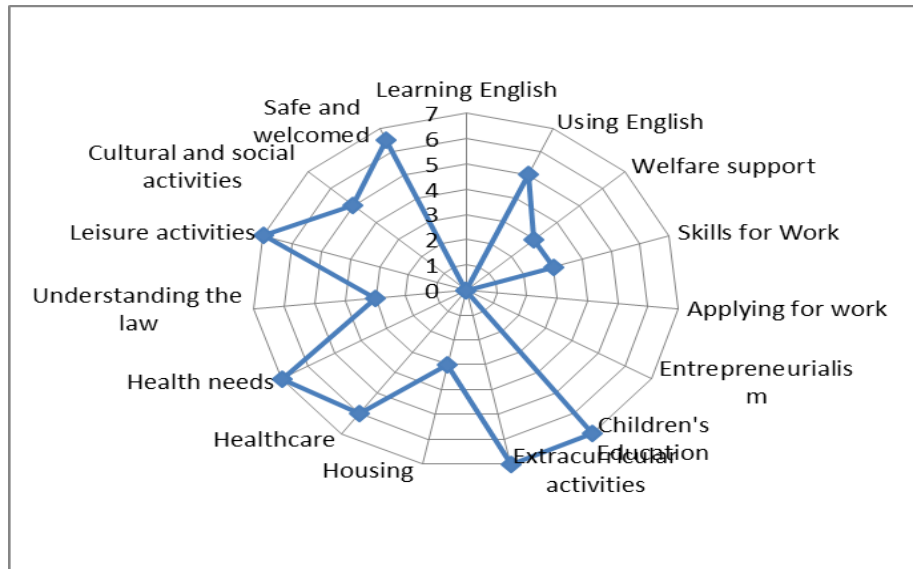 Learning English
Using English
Welfare support
Skills for Work
Applying for work
Entrepreneurialis
m
Children's
Education
Extracurricular
activities
Housing
Healthcare
Health needs
Understanding the
law
Leisure activities
Cultural and social
activities
Safe and
welcomed
7
6
5
4
3
2
1
0